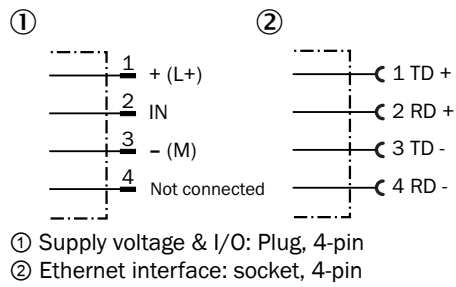 ① ②
1 + (L+)
2 IN
3 – (M)
4 Not connected
1 TD +
2 RD +
3 TD -
4 RD -
① Supply voltage & I/O: Plug, 4-pin
② Ethernet interface: socket, 4-pin